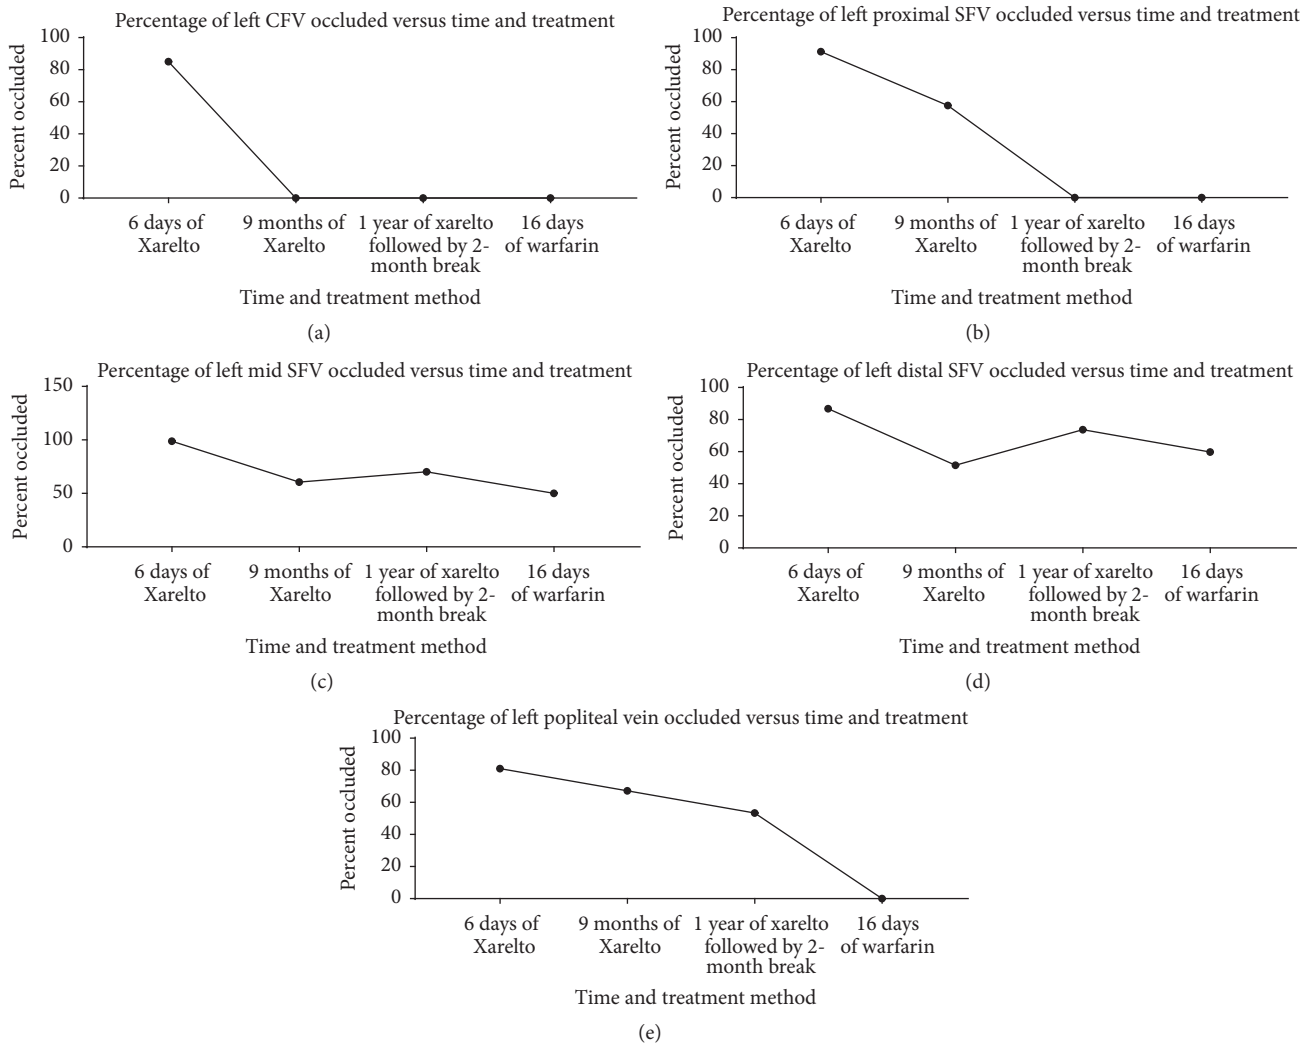 Percentage of left CFV occluded versus time and treatment
Percent occluded
100
80
60
40
20
0
6 days of
Xarelto
9 months of
Xarelto
1 year of xarelto
followed by 2-
month break
16 days
of warfarin
Time and treatment method
(a)
Percentage of left proximal SFV occluded versus time and treatment
Percent occluded
100
80
60
40
20
0
6 days of
Xarelto
9 months of
Xarelto
1 year of xarelto
followed by 2-
month break
16 days
of warfarin
Time and treatment method
(b)
Percentage of left mid SFV occluded versus time and treatment
Percent occluded
150
100
50
0
6 days of
Xarelto
9 months of
Xarelto
1 year of xarelto
followed by 2-
month break
16 days
of warfarin
Time and treatment method
(c)
Percentage of left distal SFV occluded versus time and treatment
Percent occluded
100
80
60
40
20
0
6 days of
Xarelto
9 months of
Xarelto
1 year of xarelto
followed by 2-
month break
16 days
of warfarin
Time and treatment method
(d)
Percentage of left popliteal vein occluded versus time and treatment
Percent occluded
100
80
60
40
20
0
6 days of
Xarelto
9 months of
Xarelto
1 year of xarelto
followed by 2-
month break
16 days
of warfarin
Time and treatment method
(e)